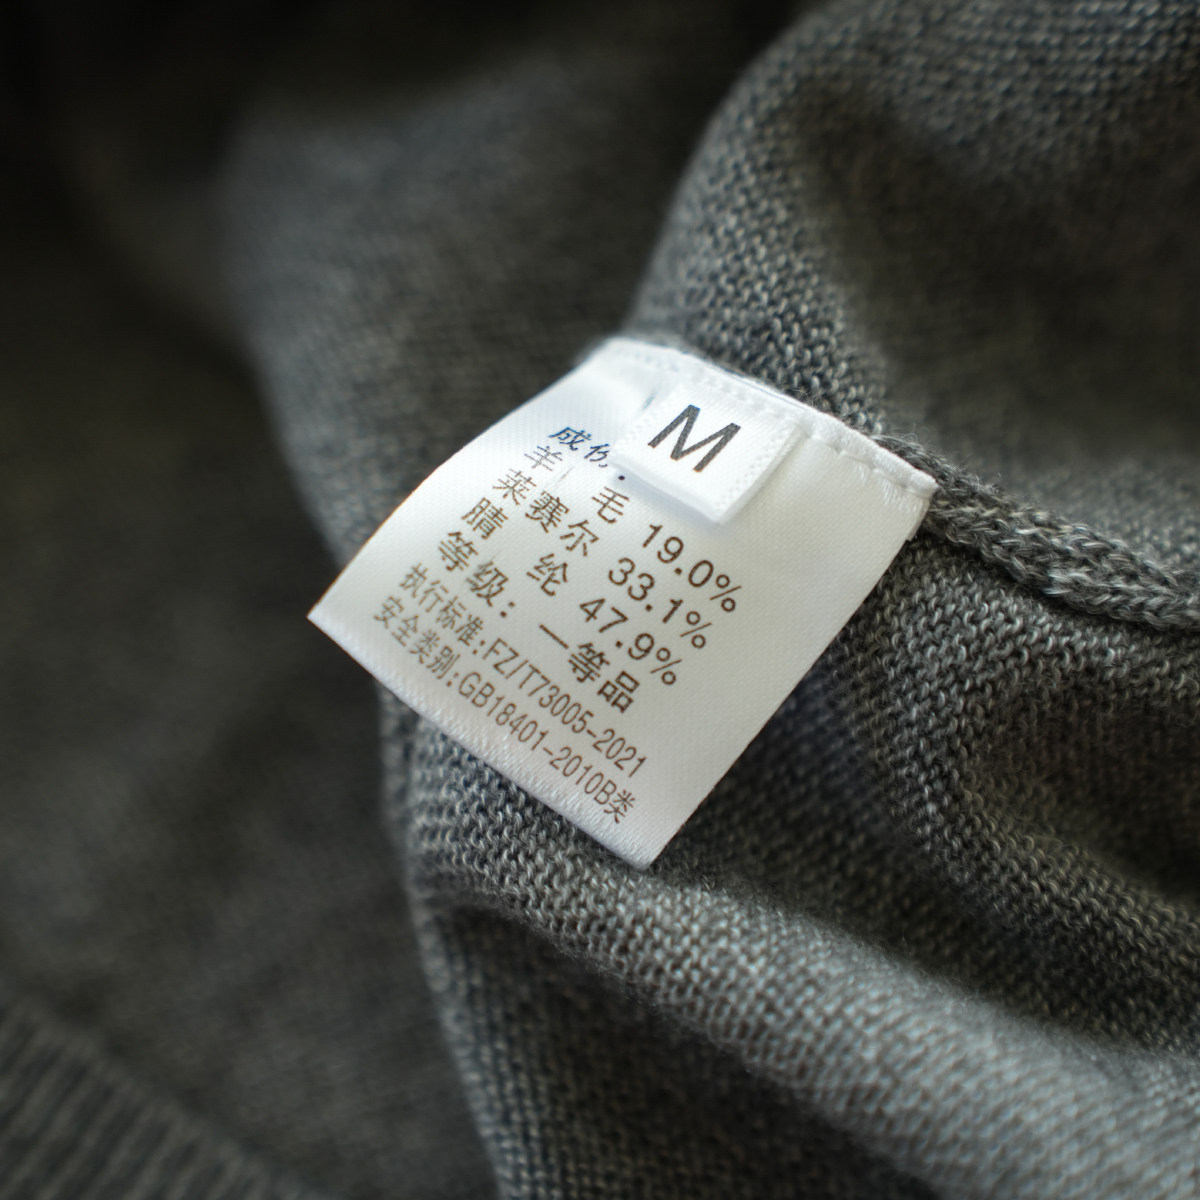 M
成份:
羊 毛 19.0%
莱赛尔 33.1%
腈 纶 47.9%
等级: 一等品
执行标准:FZ/T73005-2021
安全类别:GB18401-2010B类